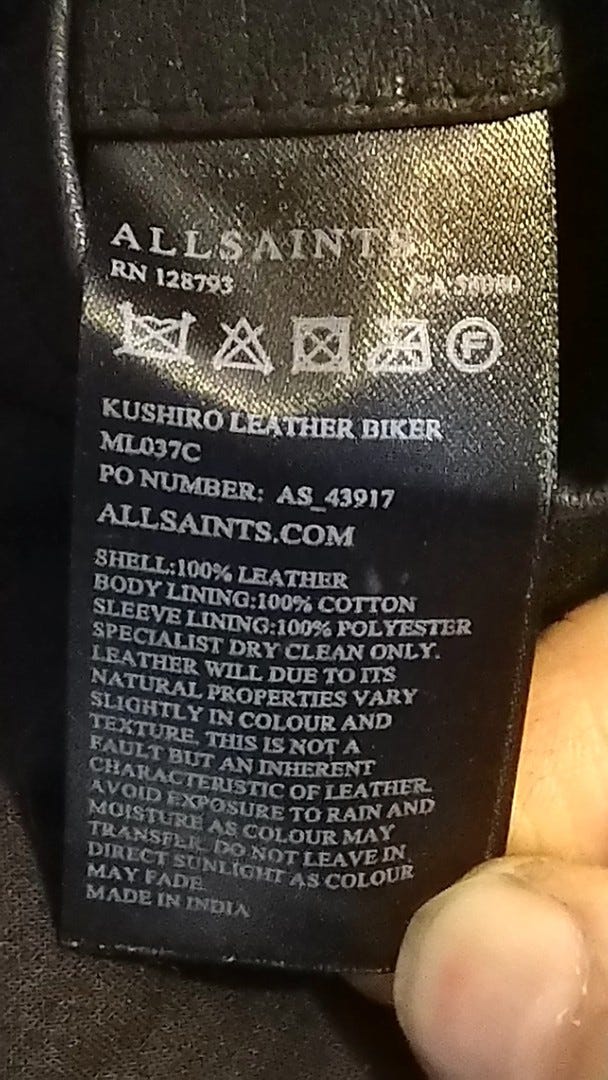 ALLSAINTS
RN 128793
F
KUSHIRO LEATHER BIKER
ML037C
PO NUMBER: AS_43917
ALLSAINTS.COM
SHELL:100% LEATHER
BODY LINING:100% COTTON
SLEEVE LINING:100% POLYESTER
SPECIALIST DRY CLEAN ONLY.
LEATHER WILL DUE TO ITS
NATURAL PROPERTIES VARY
SLIGHTLY IN COLOUR AND
TEXTURE, THIS IS NOT A
FAULT BUT AN INHERENT
CHARACTERISTIC OF LEATHER.
AVOID EXPOSURE TO RAIN AND
MOISTURE AS COLOUR MAY
TRANSFER. DO NOT LEAVE IN
DIRECT SUNLIGHT AS COLOUR
MAY FADE.
MADE IN INDIA